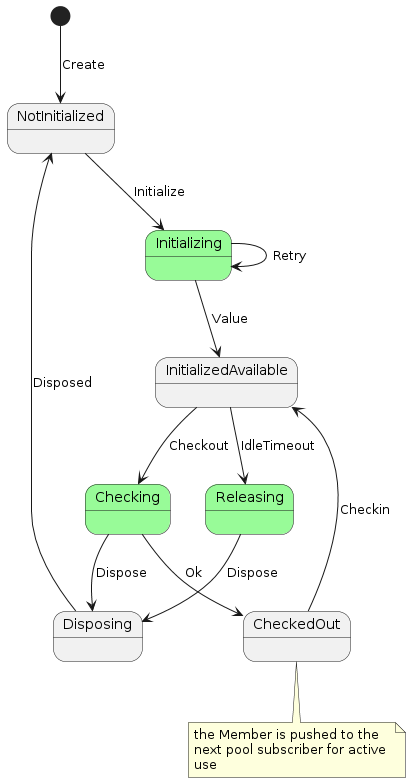 Create
NotInitialized
Initialize
Initializing
Retry
Value
InitializedAvailable
Disposed
Checkout
IdleTimeout
Checking
Releasing
Checkin
Dispose
Ok
Dispose
Disposing
CheckedOut
the Member is pushed to the
next pool subscriber for active
use